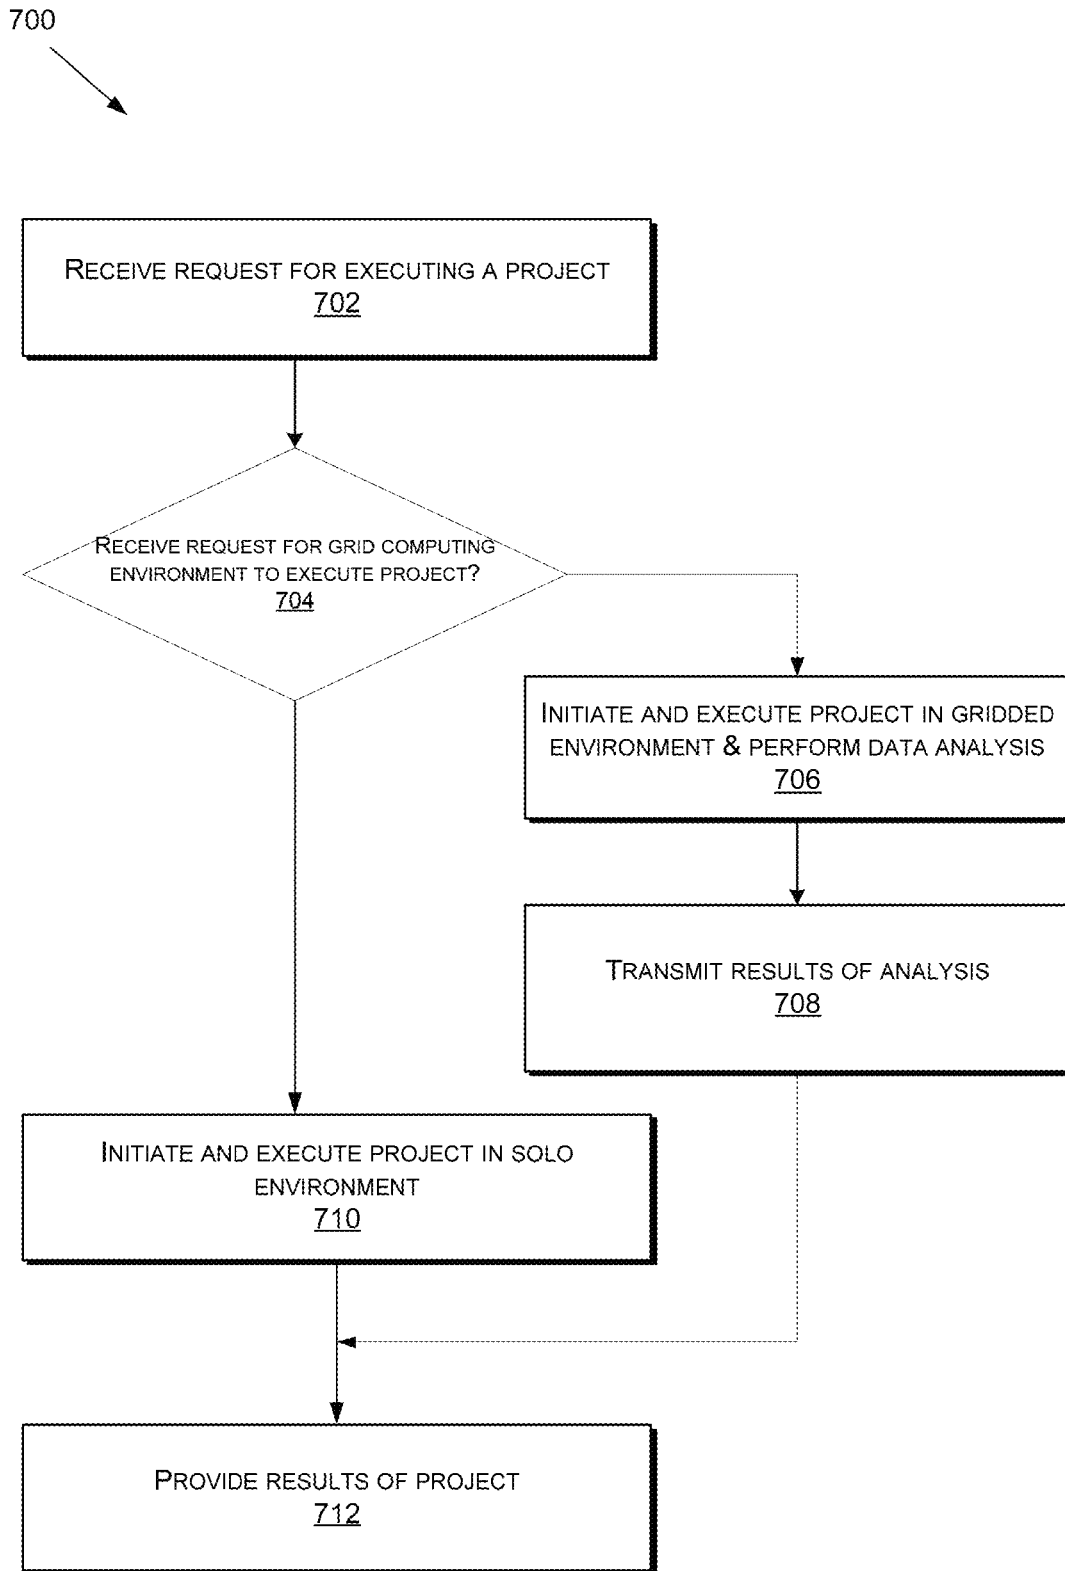 700
RECEIVE REQUEST FOR EXECUTING A PROJECT
702
RECEIVE REQUEST FOR GRID COMPUTING
ENVIRONMENT TO EXECUTE PROJECT?
704
INITIATE AND EXECUTE PROJECT IN GRIDDED
ENVIRONMENT & PERFORM DATA ANALYSIS
706
TRANSMIT RESULTS OF ANALYSIS
708
INITIATE AND EXECUTE PROJECT IN SOLO
ENVIRONMENT
710
PROVIDE RESULTS OF PROJECT
712